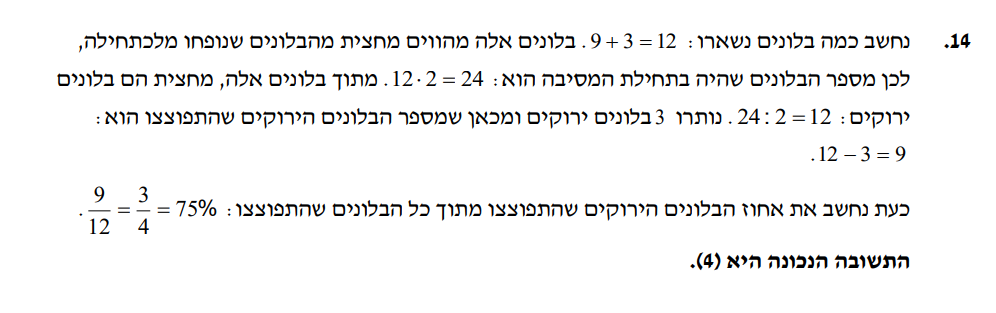 14. נחשב כמה בלונים נשארו: 9 + 3 = 12. בלונים אלה מהווים מחצית מהבלונים שנופחו מלכתחילה,
לכן מספר הבלונים שהיה בתחילת המסיבה הוא: 12 · 2 = 24. מתוך בלונים אלה, מחצית הם בלונים
ירוקים: 24 : 2 = 12. נותרו 3 בלונים ירוקים ומכאן שמספר הבלונים הירוקים שהתפוצצו הוא:
12 − 3 = 9.
כעת נחשב את אחוז הבלונים הירוקים שהתפוצצו מתוך כל הבלונים שהתפוצצו: 9/12 = 3/4 = 75%.
התשובה הנכונה היא (4).